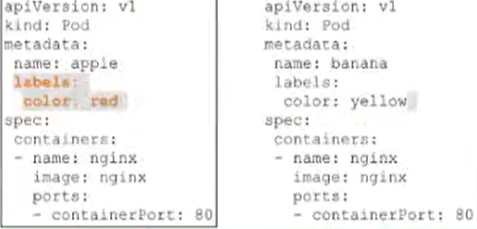 apiVersion: v1
kind: Pod
metadata:
 name: apple
 labels:
  color: red
spec:
 containers:
 - name: nginx
   image: nginx
   ports:
   - containerPort: 80
apiVersion: v1
kind: Pod
metadata:
 name: banana
 labels:
  color: yellow
spec:
 containers:
 - name: nginx
   image: nginx
   ports:
   - containerPort: 80